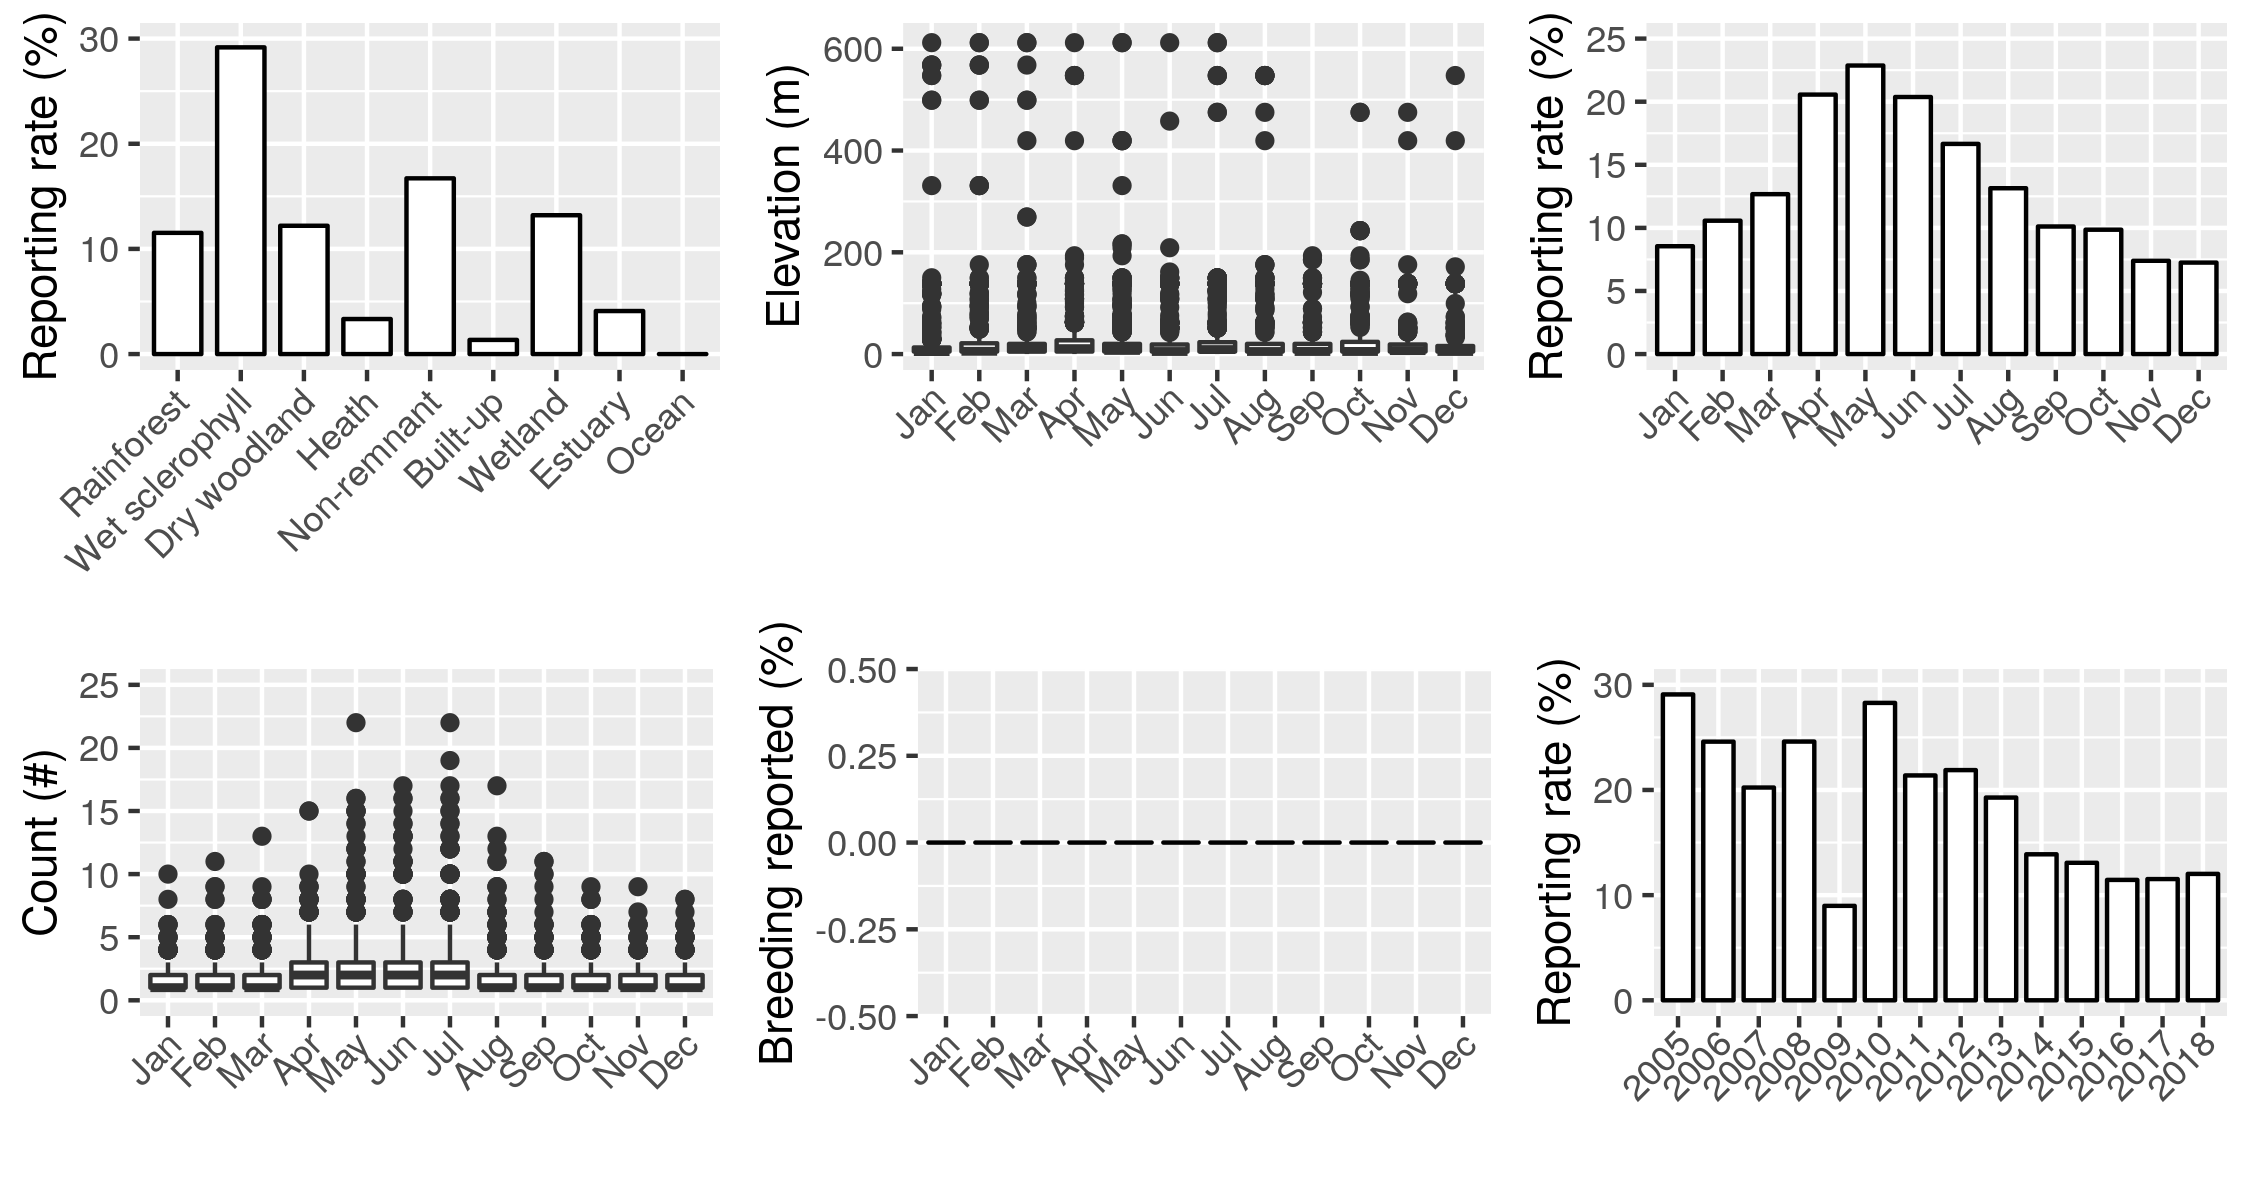 Reporting rate (%)
30
20
10
0
Rainforest
Wet sclerophyll
Dry woodland
Heath
Non-remnant
Built-up
Wetland
Estuary
Ocean
Elevation (m)
600
400
200
0
Jan
Feb
Mar
Apr
May
Jun
Jul
Aug
Sep
Oct
Nov
Dec
Reporting rate (%)
25
20
15
10
5
0
Jan
Feb
Mar
Apr
May
Jun
Jul
Aug
Sep
Oct
Nov
Dec
Count (#)
25
20
15
10
5
0
Jan
Feb
Mar
Apr
May
Jun
Jul
Aug
Sep
Oct
Nov
Dec
Breeding reported (%)
0.50
0.25
0.00
-0.25
-0.50
Jan
Feb
Mar
Apr
May
Jun
Jul
Aug
Sep
Oct
Nov
Dec
Reporting rate (%)
30
20
10
0
2005
2006
2007
2008
2009
2010
2011
2012
2013
2014
2015
2016
2017
2018